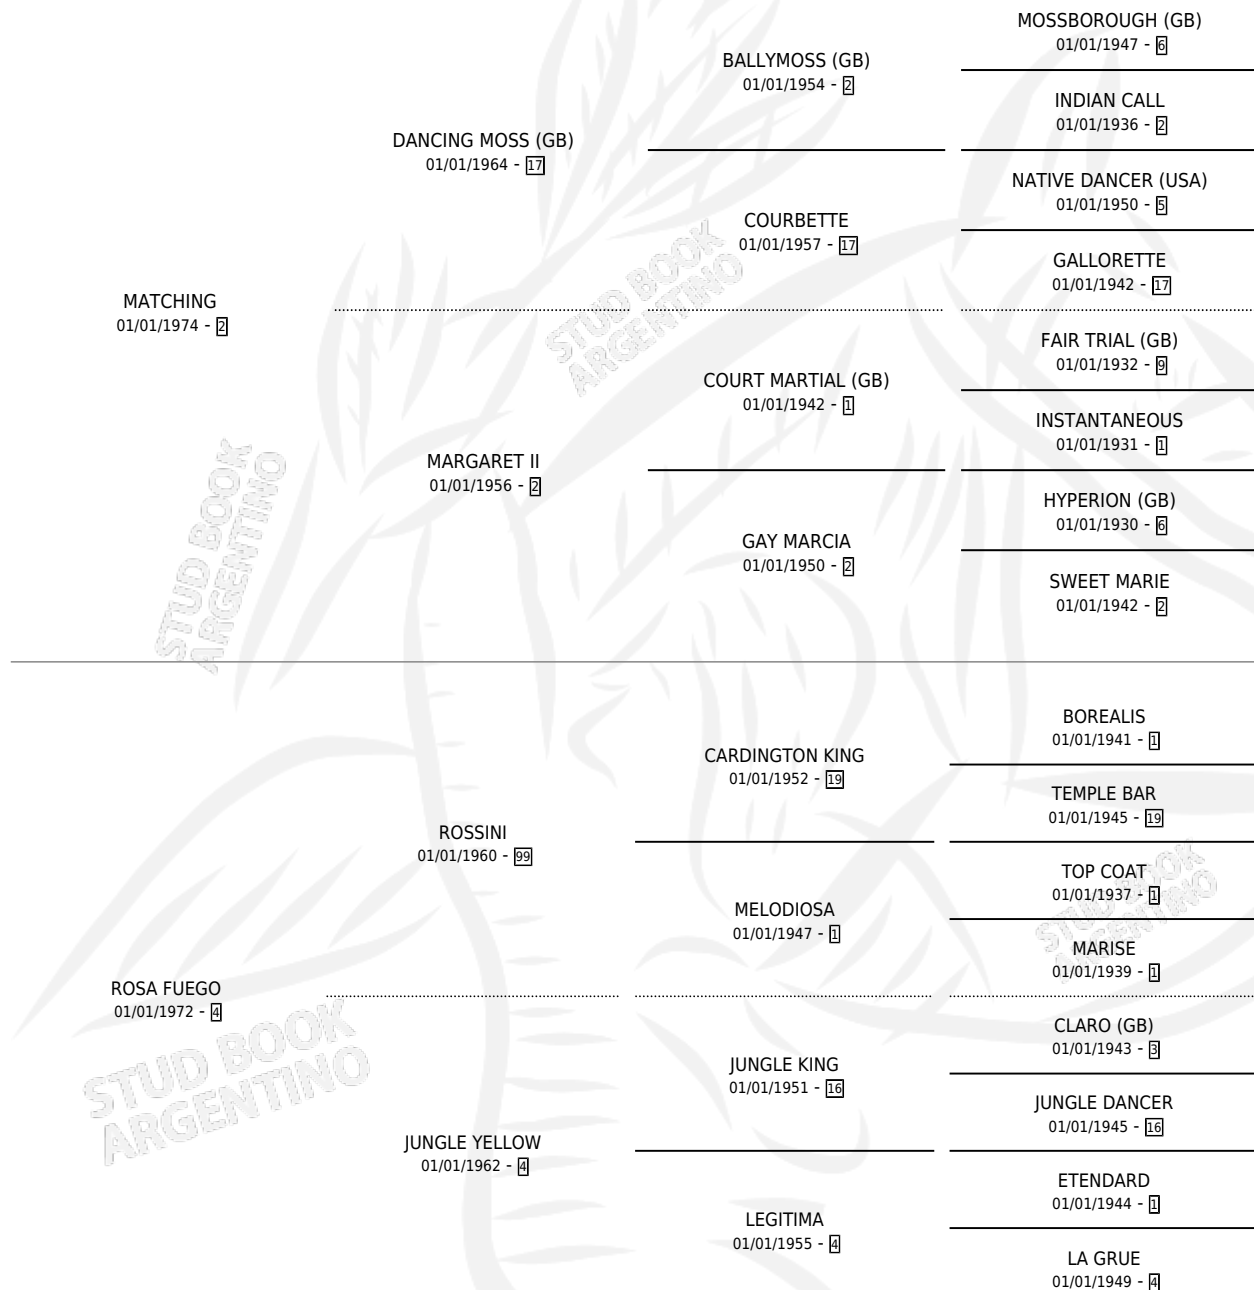 MOSSBOROUGH (GB)
01/01/1947 - 6
BALLYMOSS (GB)
01/01/1954 - 2
INDIAN CALL
01/01/1936 - 2
DANCING MOSS (GB)
01/01/1964 - 17
NATIVE DANCER (USA)
01/01/1950 - 5
COURBETTE
01/01/1957 - 17
GALLORETTE
01/01/1942 - 17
MATCHING
01/01/1974 - 2
FAIR TRIAL (GB)
01/01/1932 - 9
COURT MARTIAL (GB)
01/01/1942 - 1
INSTANTANEOUS
01/01/1931 - 1
MARGARET II
01/01/1956 - 2
HYPERION (GB)
01/01/1930 - 6
GAY MARCIA
01/01/1950 - 2
SWEET MARIE
01/01/1942 - 2
BOREALIS
01/01/1941 - 1
CARDINGTON KING
01/01/1952 - 19
TEMPLE BAR
01/01/1945 - 19
ROSSINI
01/01/1960 - 99
TOP COAT
01/01/1937 - 1
MELODIOSA
01/01/1947 - 1
MARISE
01/01/1939 - 1
ROSA FUEGO
01/01/1972 - 4
CLARO (GB)
01/01/1943 - 3
JUNGLE KING
01/01/1951 - 16
JUNGLE DANCER
01/01/1945 - 16
JUNGLE YELLOW
01/01/1962 - 4
ETENDARD
01/01/1944 - 1
LEGITIMA
01/01/1955 - 4
LA GRUE
01/01/1949 - 4
STUD BOOK
ARGENTINO
STUD BOOK
ARGENTINO
STUD BOOK
ARGENTINO
STUD BOOK
ARGENTINO